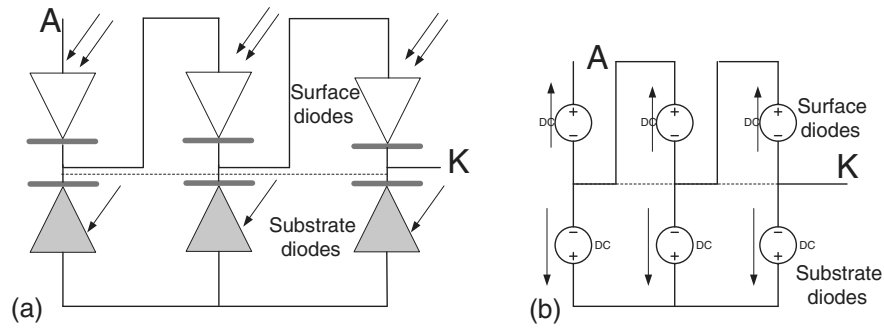 A
Surface
diodes
K
Substrate
diodes
(a)
A
DC
DC
DC
Surface
diodes
K
DC
DC
DC
Substrate
diodes
(b)